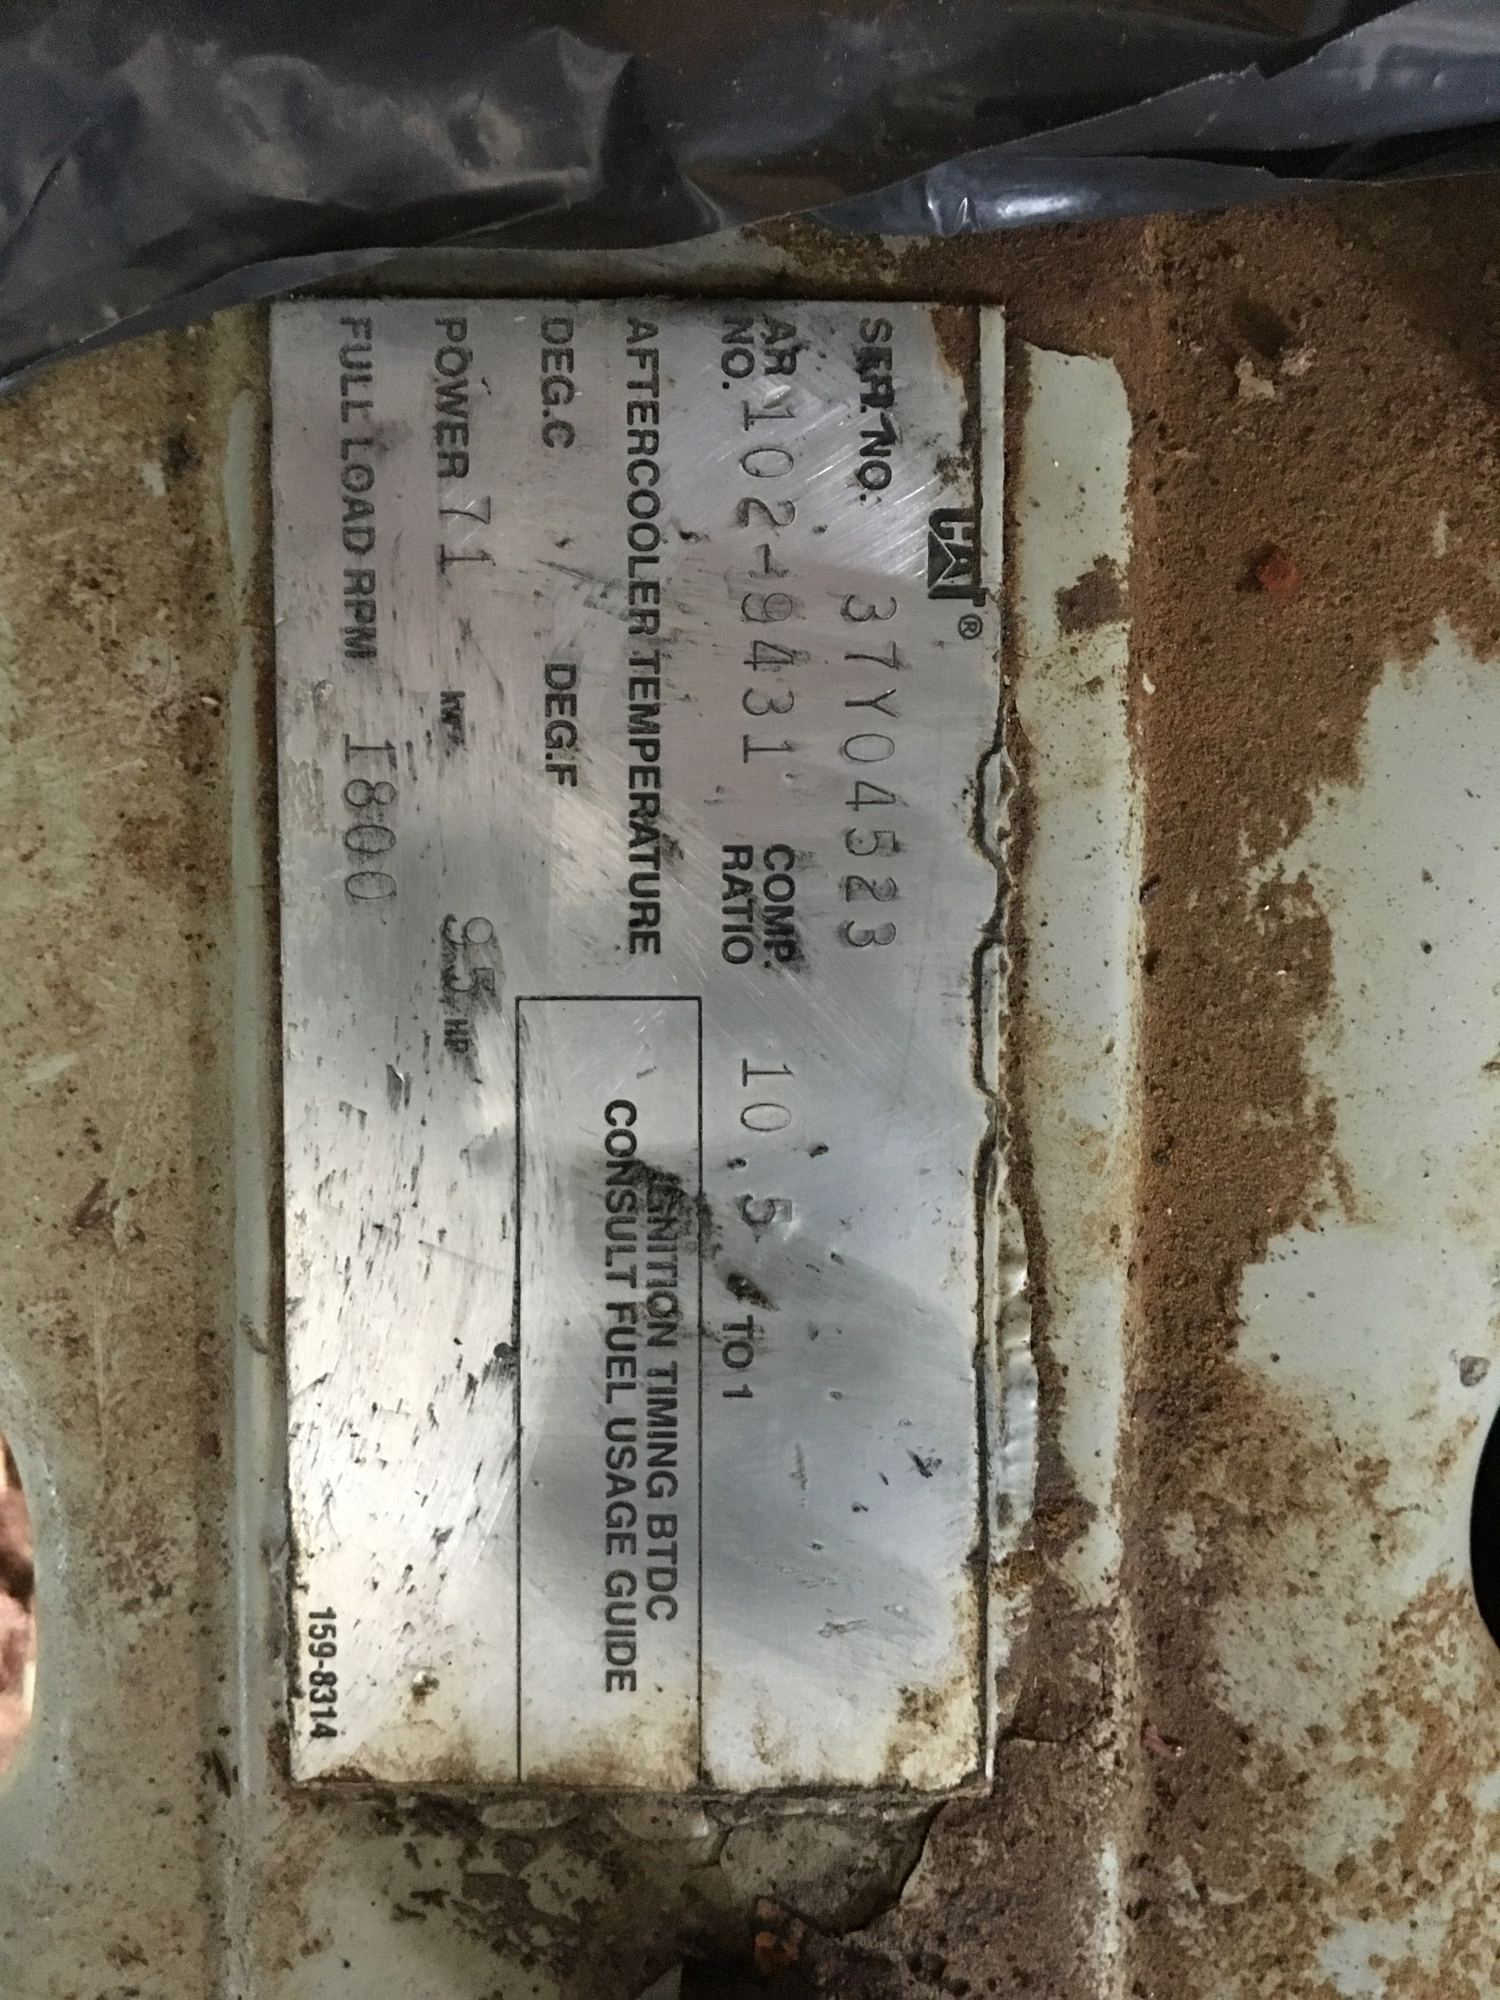 CAT®
SER. NO. 37Y04523
AR NO. 102-9431 COMP. RATIO 10.5 TO 1
AFTERCOOLER TEMPERATURE
DEG.C DEG.F
IGNITION TIMING BTDC
CONSULT FUEL USAGE GUIDE
POWER 71 kW 95 HP
FULL LOAD RPM 1800
159-8314